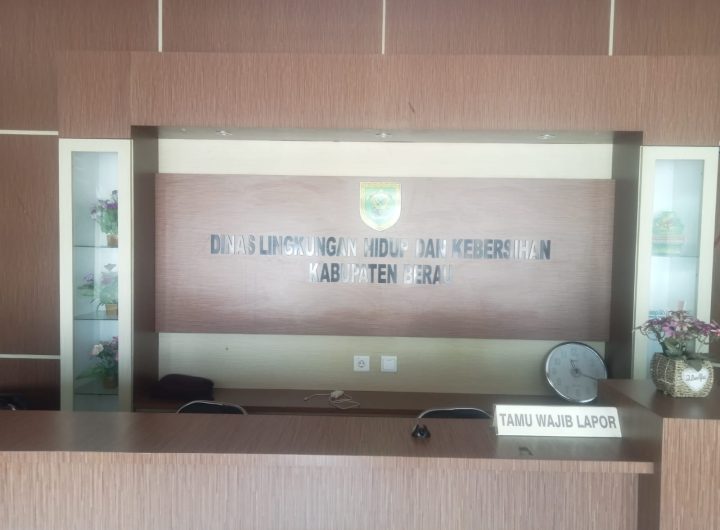 DINAS LINGKUNGAN HIDUP DAN KEBERSIHAN
KABUPATEN BERAU
TAMU WAJIB LAPOR